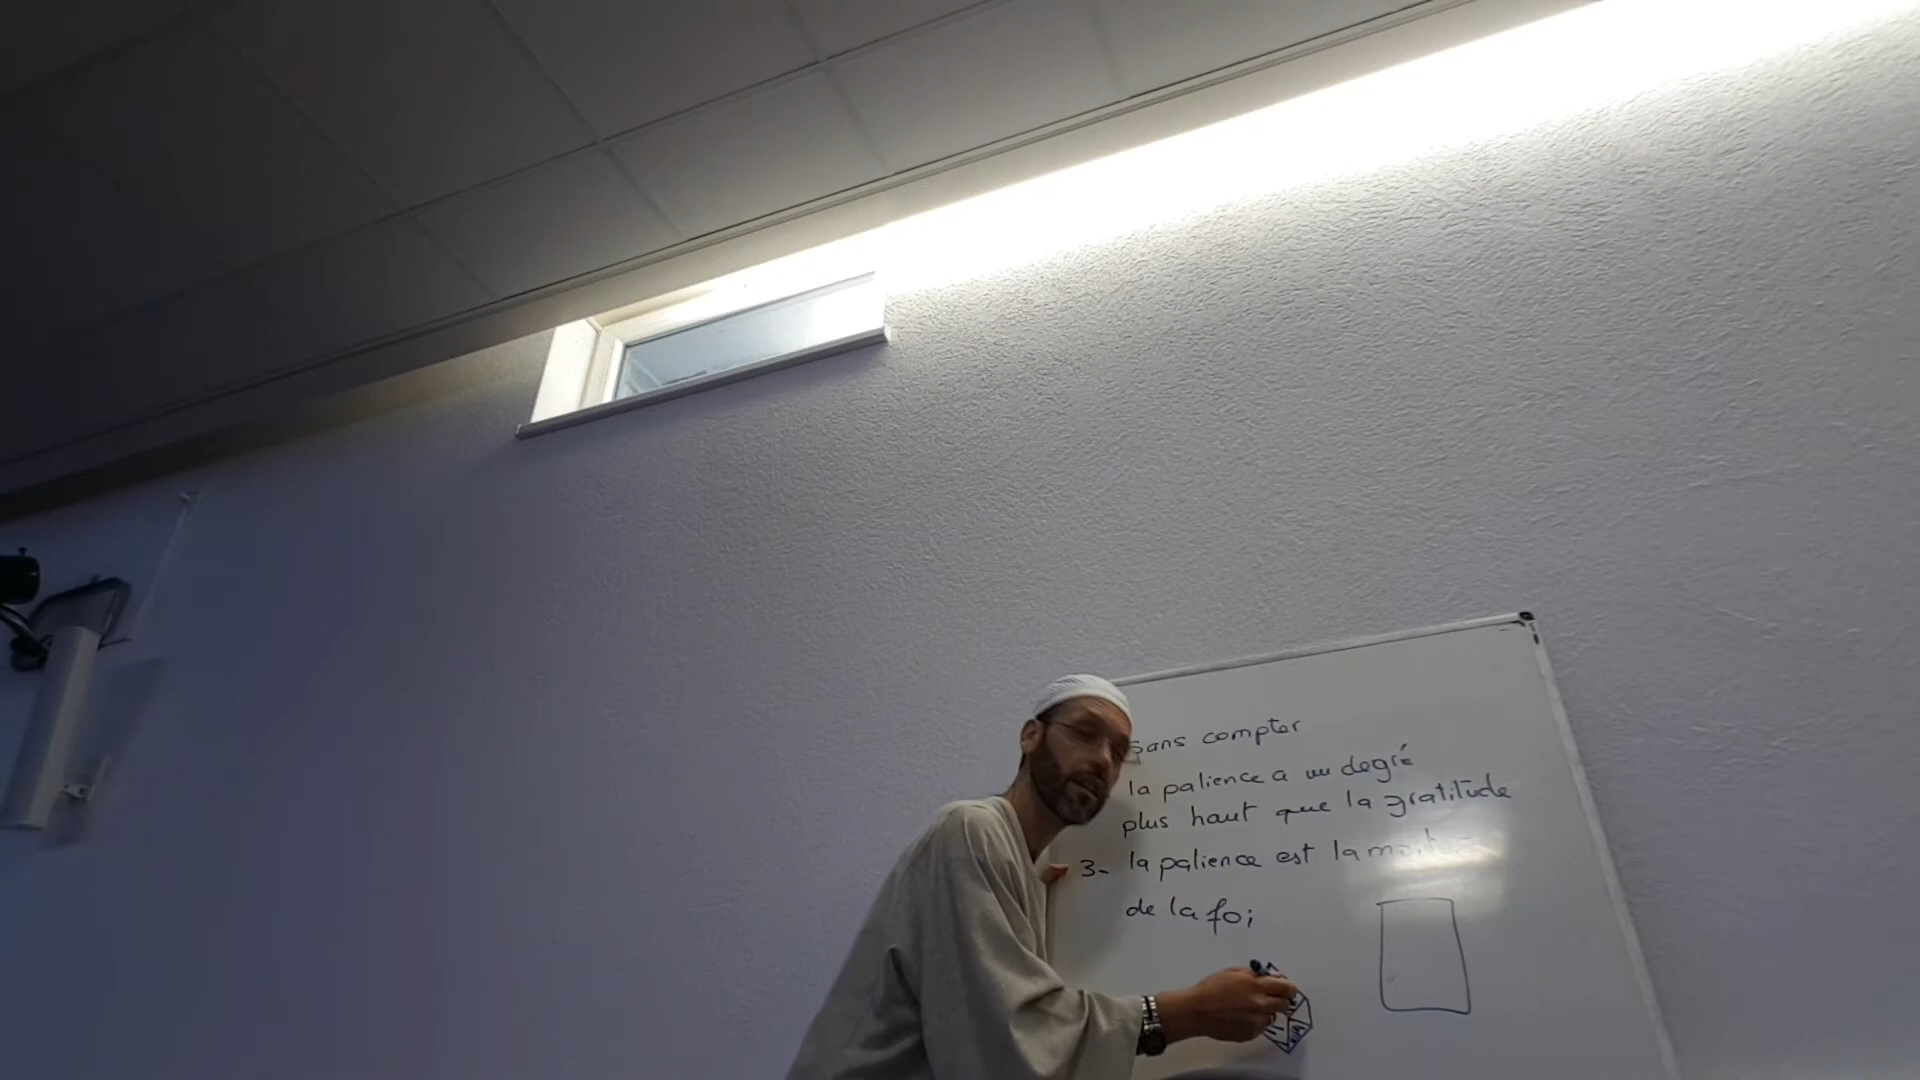 sans compter
la patience a un degré
plus haut que la gratitude
3- la patience est la moitié
de la foi